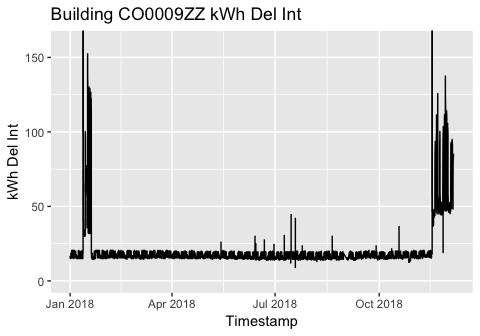 Building CO0009ZZ kWh Del Int
kWh Del Int
150
100
50
0
Jan 2018 Apr 2018 Jul 2018 Oct 2018
Timestamp